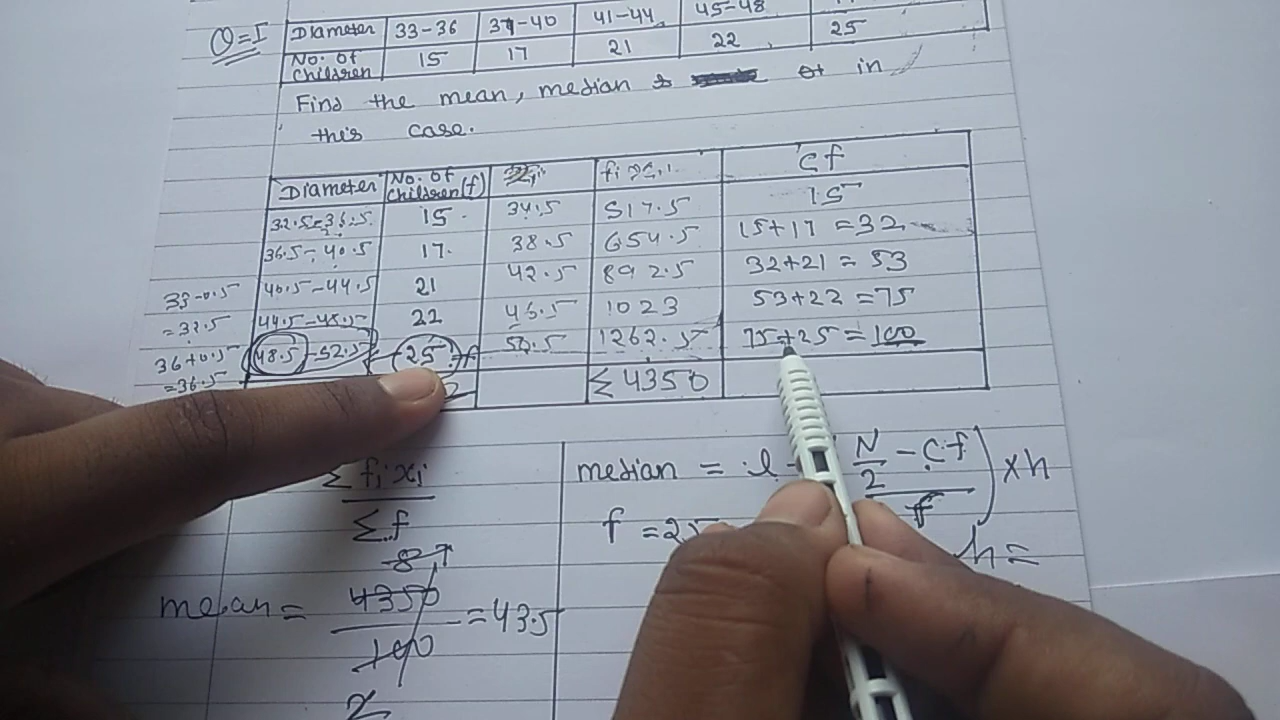 Q=I Diameter 33-36 37-40 41-44 45-48
No. of Children 15 17 21 22 25
Find the mean, median & or in
this case.
Diameter No. of Children(f) xi fixi Cf
32.5-36.5 15 34.5 517.5 15
36.5-40.5 17 38.5 654.5 15+17 =32
40.5-44.5 21 42.5 892.5 32+21 = 53
44.5-48.5 22 46.5 1023 53+22 =75
48.5-52.5 25 f 50.5 1262.5 75+25 = 100
Σ4350
33-0.5
=32.5
36+0.5
=36.5
Σ fi xi
Σ f
87
mean = 4350 =43.5
100
2
median = l N - Cf ) x h
2 f
f =25 h =